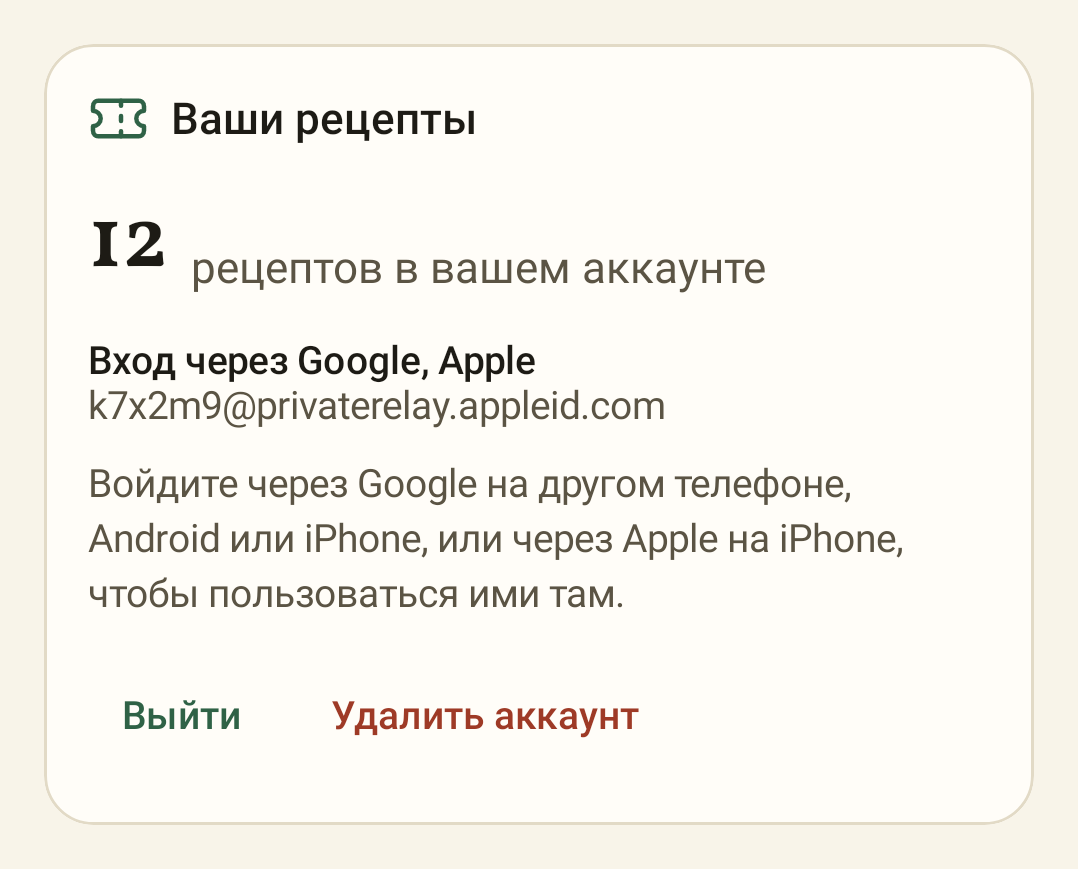 Ваши рецепты
12 рецептов в вашем аккаунте
Вход через Google, Apple
k7x2m9@privaterelay.appleid.com
Войдите через Google на другом телефоне,
Android или iPhone, или через Apple на iPhone,
чтобы пользоваться ими там.
Выйти Удалить аккаунт